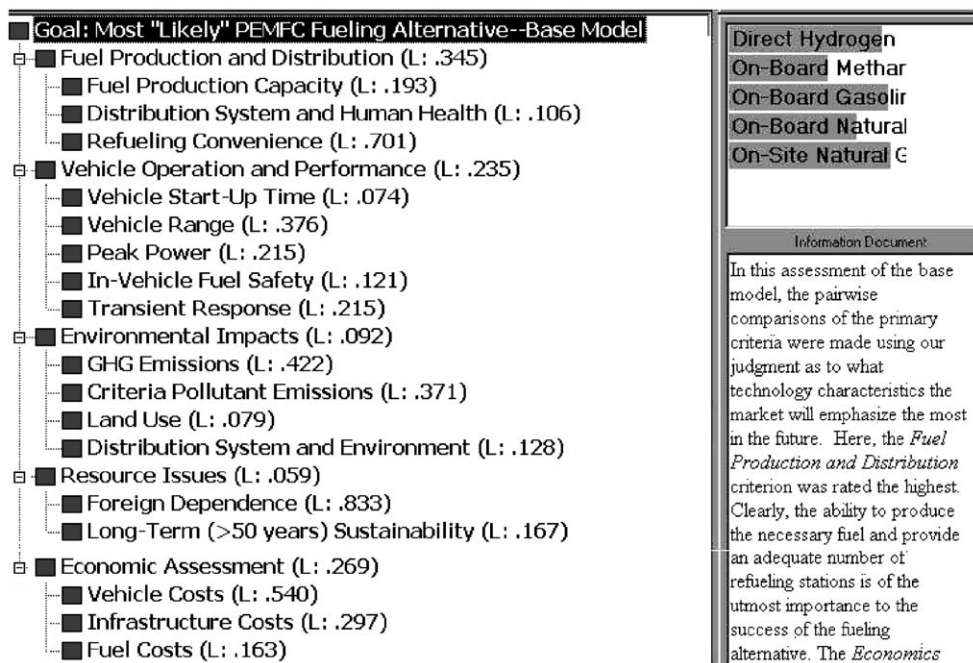 Goal: Most "Likely" PEMFC Fueling Alternative--Base Model
Fuel Production and Distribution (L: .345)
Fuel Production Capacity (L: .193)
Distribution System and Human Health (L: .106)
Refueling Convenience (L: .701)
Vehicle Operation and Performance (L: .235)
Vehicle Start-Up Time (L: .074)
Vehicle Range (L: .376)
Peak Power (L: .215)
In-Vehicle Fuel Safety (L: .121)
Transient Response (L: .215)
Environmental Impacts (L: .092)
GHG Emissions (L: .422)
Criteria Pollutant Emissions (L: .371)
Land Use (L: .079)
Distribution System and Environment (L: .128)
Resource Issues (L: .059)
Foreign Dependence (L: .833)
Long-Term (>50 years) Sustainability (L: .167)
Economic Assessment (L: .269)
Vehicle Costs (L: .540)
Infrastructure Costs (L: .297)
Fuel Costs (L: .163)
Direct Hydrogen
On-Board Methar
On-Board Gasolir
On-Board Natural
On-Site Natural G
Information Document
In this assessment of the base
model, the pairwise
comparisons of the primary
criteria were made using our
judgment as to what
technology characteristics the
market will emphasize the most
in the future. Here, the Fuel
Production and Distribution
criterion was rated the highest.
Clearly, the ability to produce
the necessary fuel and provide
an adequate number of
refueling stations is of the
utmost importance to the
success of the fueling
alternative. The Economics